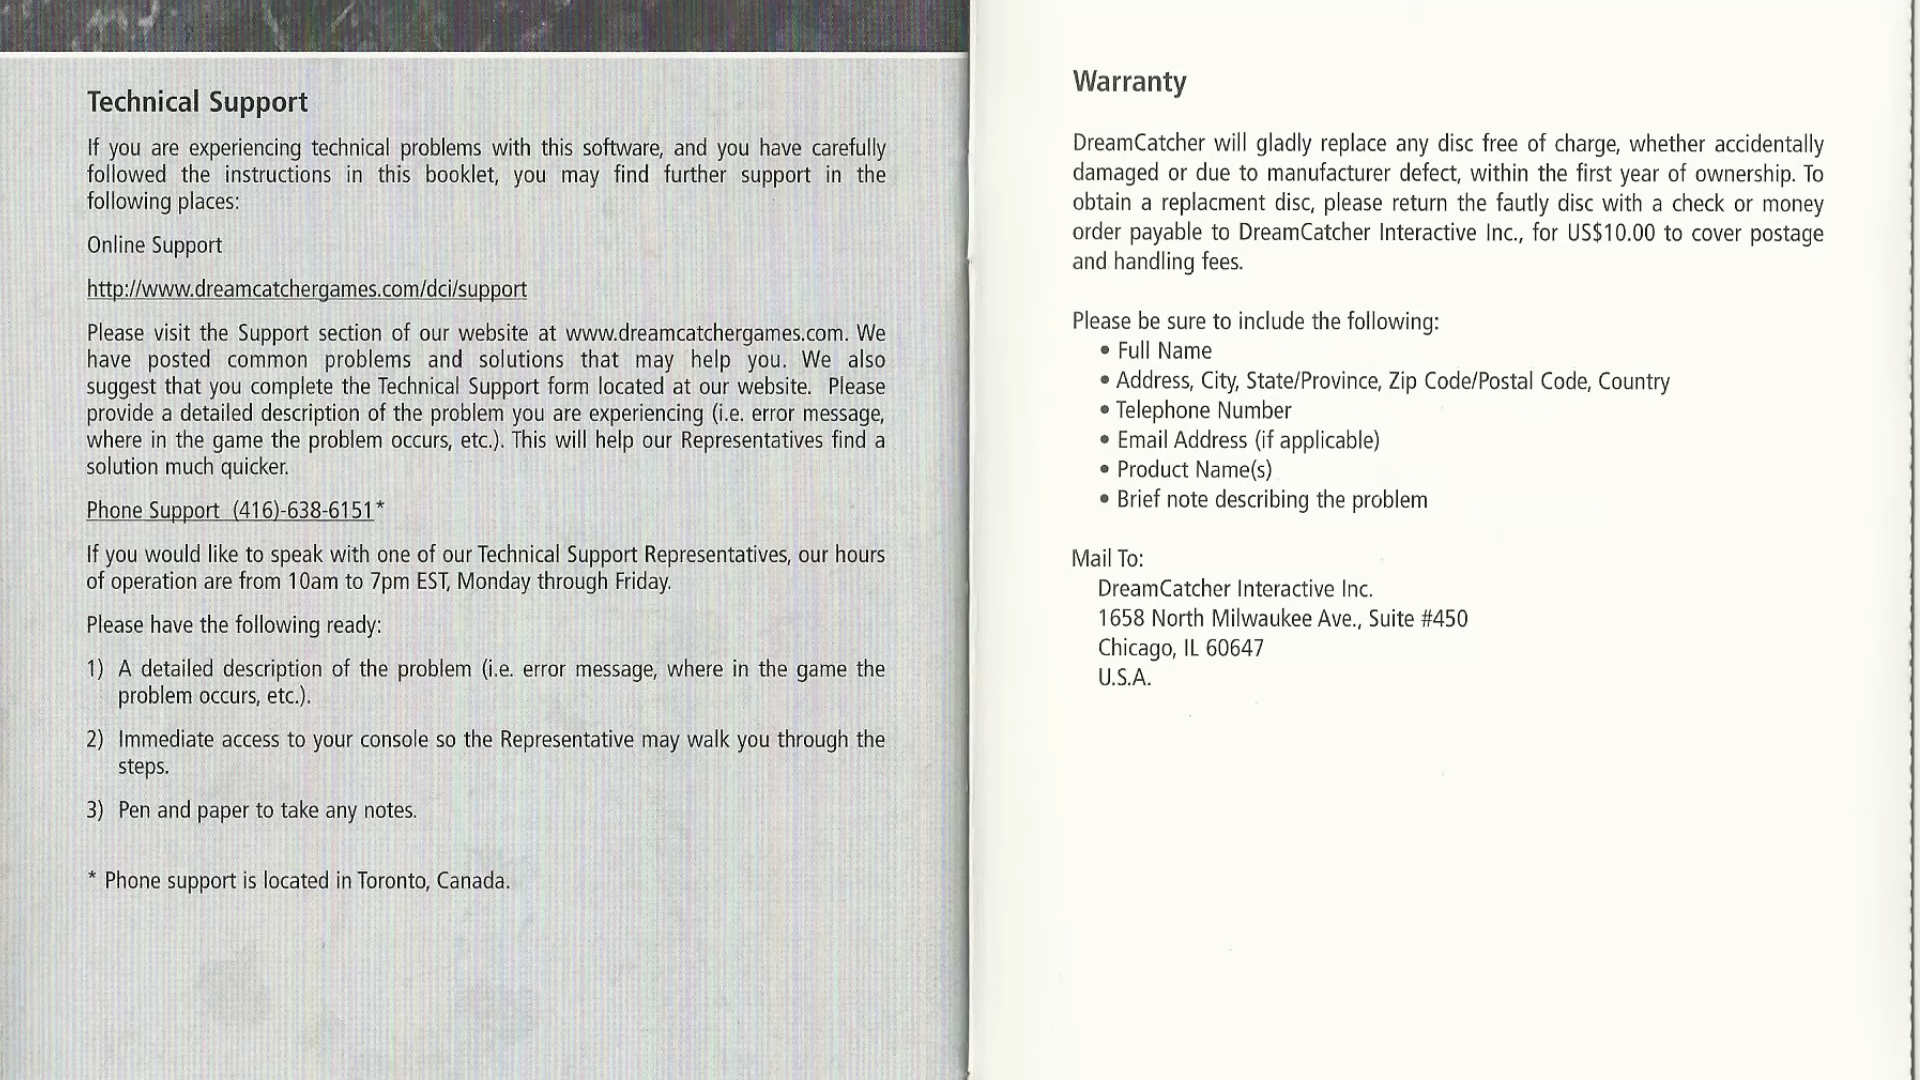 Technical Support
If you are experiencing technical problems with this software, and you have carefully
followed the instructions in this booklet, you may find further support in the
following places:
Online Support
http://www.dreamcatchergames.com/dci/support
Please visit the Support section of our website at www.dreamcatchergames.com. We
have posted common problems and solutions that may help you. We also
suggest that you complete the Technical Support form located at our website. Please
provide a detailed description of the problem you are experiencing (i.e. error message,
where in the game the problem occurs, etc.). This will help our Representatives find a
solution much quicker.
Phone Support (416)-638-6151*
If you would like to speak with one of our Technical Support Representatives, our hours
of operation are from 10am to 7pm EST, Monday through Friday.
Please have the following ready:
1) A detailed description of the problem (i.e. error message, where in the game the
problem occurs, etc.).
2) Immediate access to your console so the Representative may walk you through the
steps.
3) Pen and paper to take any notes.
* Phone support is located in Toronto, Canada.
Warranty
DreamCatcher will gladly replace any disc free of charge, whether accidentally
damaged or due to manufacturer defect, within the first year of ownership. To
obtain a replacment disc, please return the fautly disc with a check or money
order payable to DreamCatcher Interactive Inc., for US$10.00 to cover postage
and handling fees.
Please be sure to include the following:
• Full Name
• Address, City, State/Province, Zip Code/Postal Code, Country
• Telephone Number
• Email Address (if applicable)
• Product Name(s)
• Brief note describing the problem
Mail To:
DreamCatcher Interactive Inc.
1658 North Milwaukee Ave., Suite #450
Chicago, IL 60647
U.S.A.